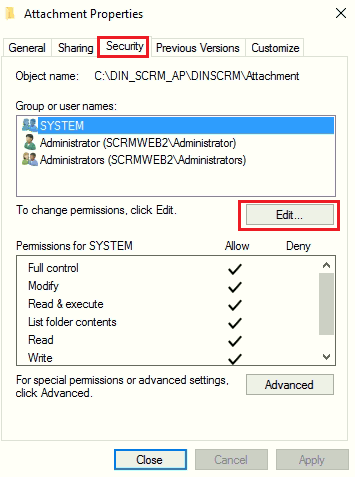 Attachment Properties
General Sharing Security Previous Versions Customize
Object name: C:\DIN_SCRM_AP\DINSCRM\Attachment
Group or user names:
SYSTEM
Administrator (SCRMWEB2\Administrator)
Administrators (SCRMWEB2\Administrators)
To change permissions, click Edit.
Edit...
Permissions for SYSTEM Allow Deny
Full control
Modify
Read & execute
List folder contents
Read
Write
For special permissions or advanced settings,
click Advanced.
Advanced
Close Cancel Apply